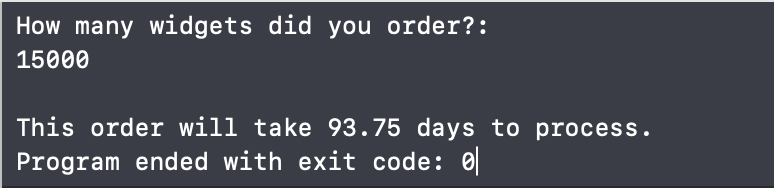 How many widgets did you order?:
15000
This order will take 93.75 days to process.
Program ended with exit code: 0